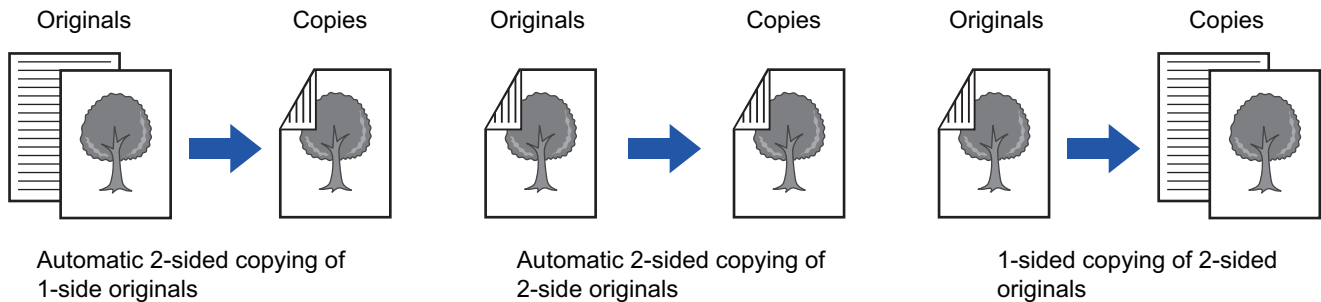 Originals
Copies
Originals
Copies
Originals
Copies
Automatic 2-sided copying of
1-side originals
Automatic 2-sided copying of
2-side originals
1-sided copying of 2-sided
originals